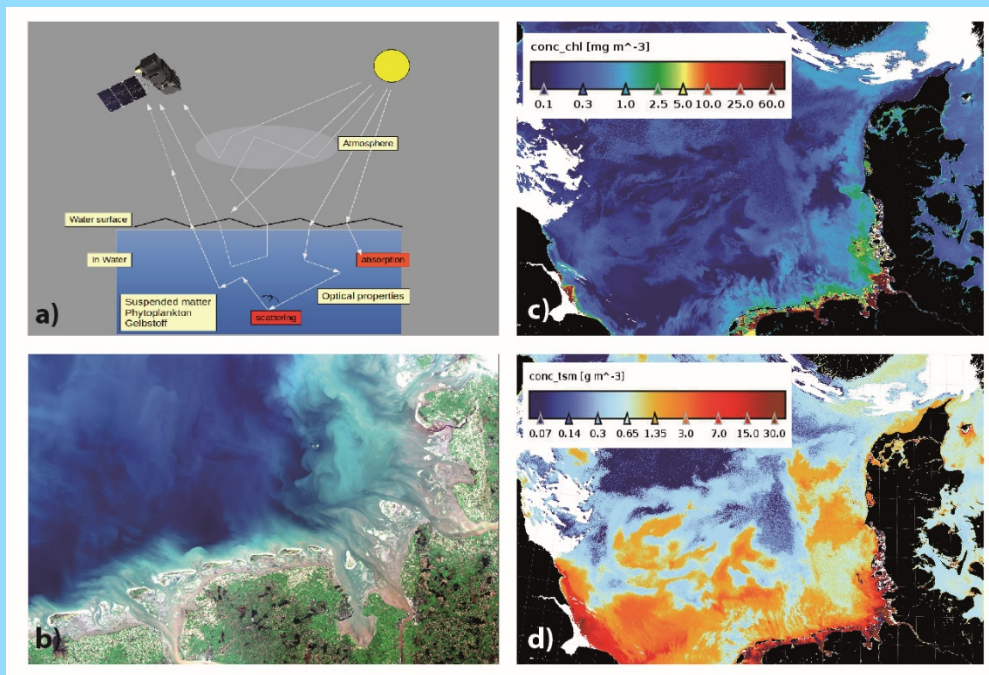 Atmosphere
Water surface
In Water
absorption
Suspended matter
Phytoplankton
Gelbstoff
Optical properties
scattering
a)
b)
conc_chl [mg m^-3]
0.1 0.3 1.0 2.5 5.0 10.0 25.0 60.0
c)
conc_tsm [g m^-3]
0.07 0.14 0.3 0.65 1.35 3.0 7.0 15.0 30.0
d)